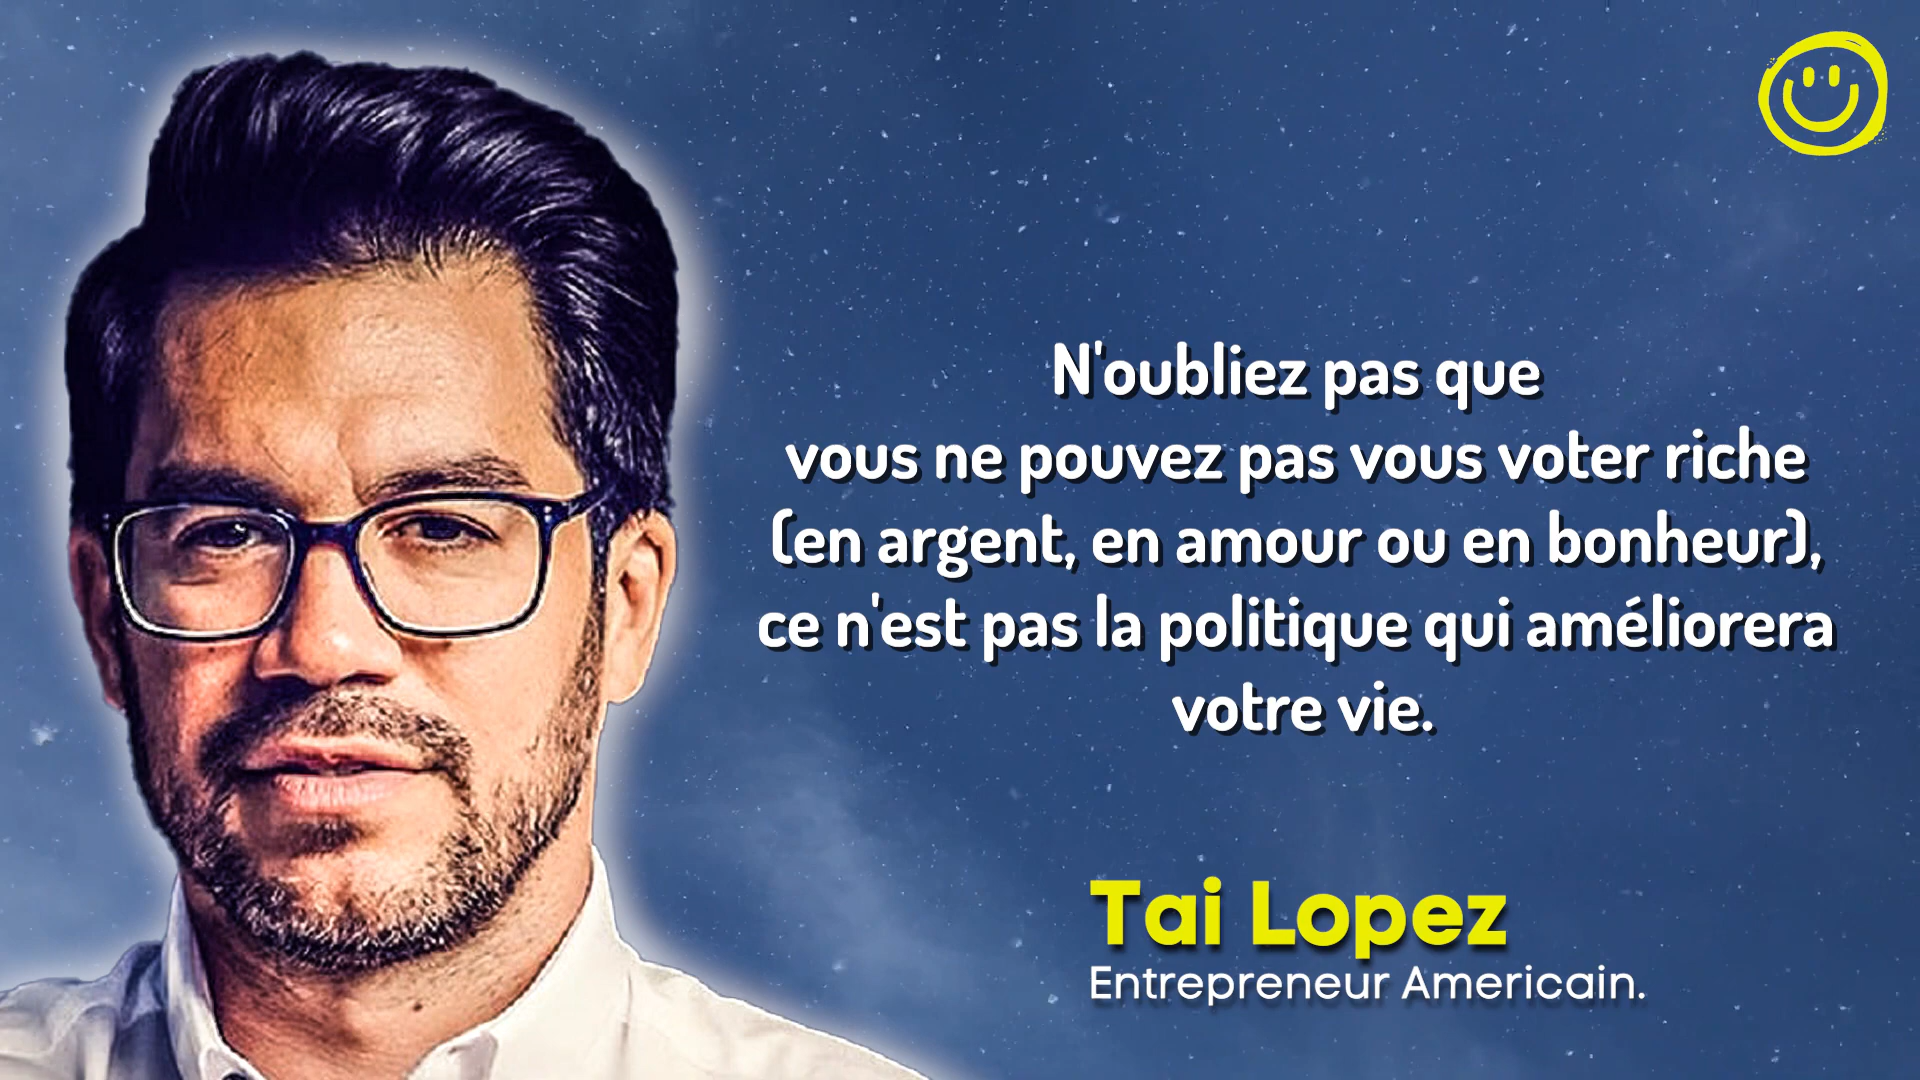 N'oubliez pas que
vous ne pouvez pas vous voter riche
(en argent, en amour ou en bonheur),
ce n'est pas la politique qui améliorera
votre vie.
Tai Lopez
Entrepreneur Americain.